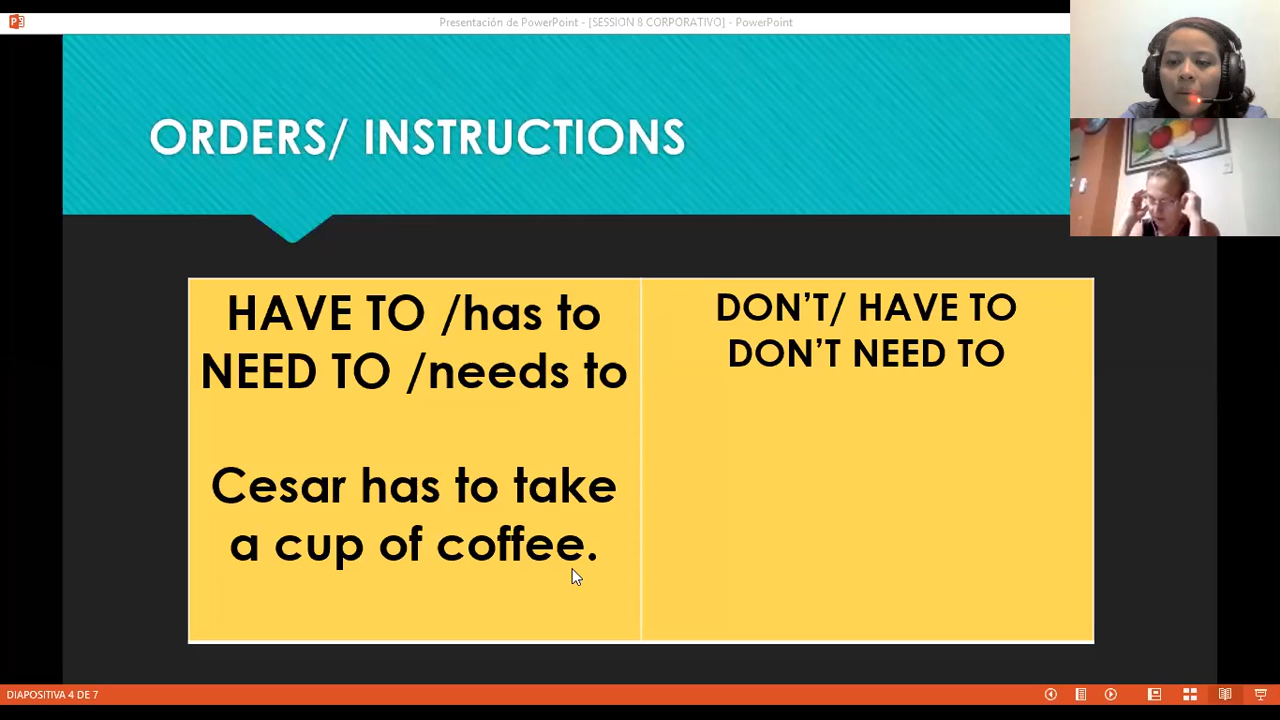 Presentación de PowerPoint - [SESSION 8 CORPORATIVO] - PowerPoint
ORDERS/ INSTRUCTIONS
HAVE TO /has to
NEED TO /needs to
Cesar has to take
a cup of coffee.
DON’T/ HAVE TO
DON’T NEED TO
DIAPOSITIVA 4 DE 7